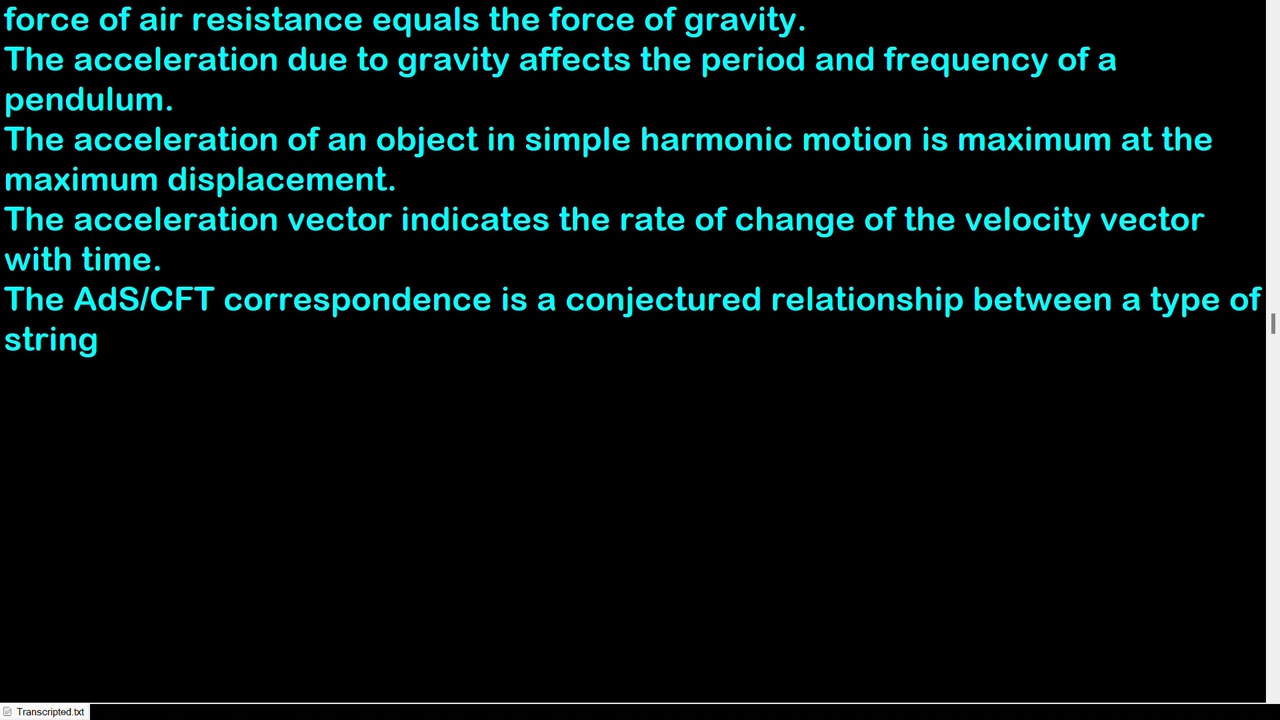 force of air resistance equals the force of gravity.
The acceleration due to gravity affects the period and frequency of a
pendulum.
The acceleration of an object in simple harmonic motion is maximum at the
maximum displacement.
The acceleration vector indicates the rate of change of the velocity vector
with time.
The AdS/CFT correspondence is a conjectured relationship between a type of
string
Transcripted.txt